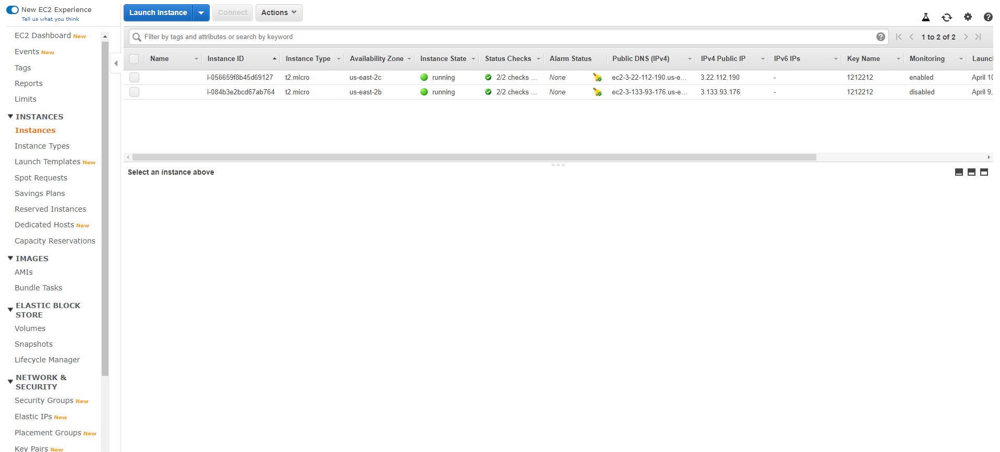 New EC2 Experience
Tell us what you think
EC2 Dashboard New
Events New
Tags
Reports
Limits
INSTANCES
Instances
Instance Types
Launch Templates New
Spot Requests
Savings Plans
Reserved Instances
Dedicated Hosts New
Capacity Reservations
IMAGES
AMIs
Bundle Tasks
ELASTIC BLOCK
STORE
Volumes
Snapshots
Lifecycle Manager
NETWORK &
SECURITY
Security Groups New
Elastic IPs New
Placement Groups New
Key Pairs New
Launch Instance Connect Actions
Filter by tags and attributes or search by keyword
1 to 2 of 2
Name Instance ID Instance Type Availability Zone Instance State Status Checks Alarm Status Public DNS (IPv4) IPv4 Public IP IPv6 IPs Key Name Monitoring Launc
i-056659f8b45d69127 t2.micro us-east-2c running 2/2 checks ... None ec2-3-22-112-190.us-e... 3.22.112.190 - 1212212 enabled April 10
i-084b3e2bcd67ab764 t2.micro us-east-2b running 2/2 checks ... None ec2-3-133-93-176.us-e... 3.133.93.176 - 1212212 disabled April 9,
Select an instance above